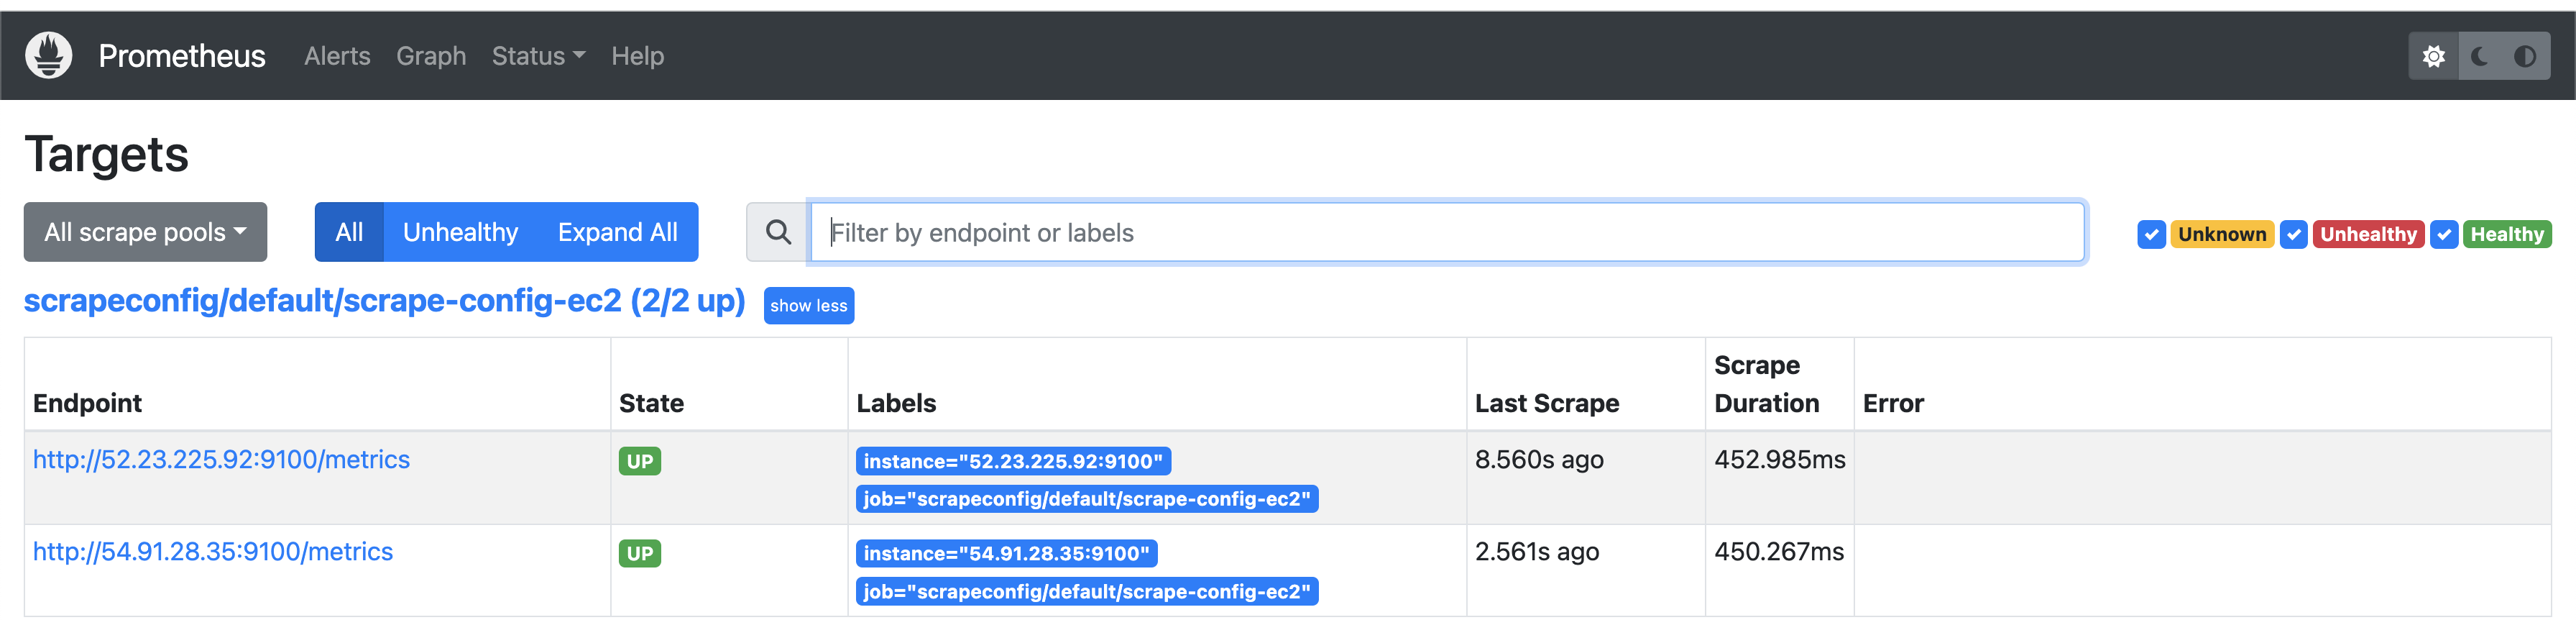 Prometheus Alerts Graph Status Help
Targets
All scrape pools All Unhealthy Expand All Filter by endpoint or labels Unknown Unhealthy Healthy
scrapeconfig/default/scrape-config-ec2 (2/2 up) show less
Endpoint State Labels Last Scrape Scrape Duration Error
http://52.23.225.92:9100/metrics UP instance="52.23.225.92:9100" 8.560s ago 452.985ms
job="scrapeconfig/default/scrape-config-ec2"
http://54.91.28.35:9100/metrics UP instance="54.91.28.35:9100" 2.561s ago 450.267ms
job="scrapeconfig/default/scrape-config-ec2"